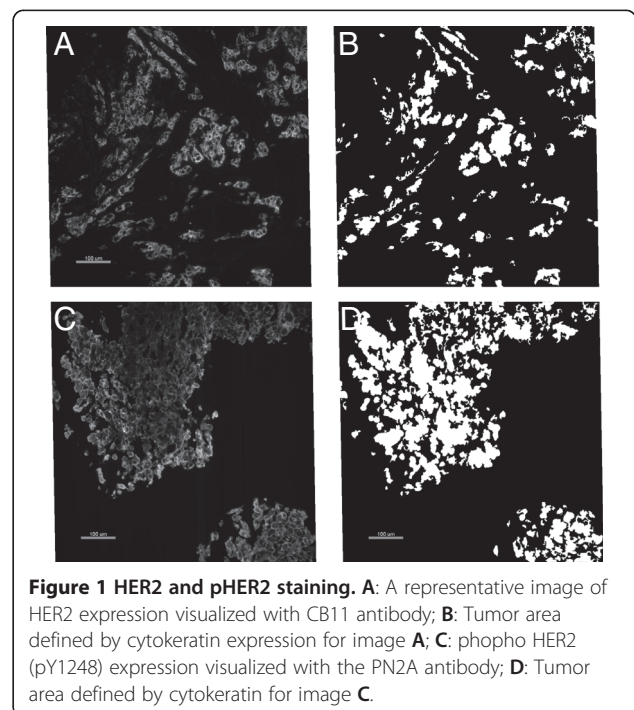 A
B
100 um
C
D
100 um
100 um
Figure 1 HER2 and pHER2 staining. A: A representative image of
HER2 expression visualized with CB11 antibody; B: Tumor area
defined by cytokeratin expression for image A; C: phopho HER2
(pY1248) expression visualized with the PN2A antibody; D: Tumor
area defined by cytokeratin for image C.